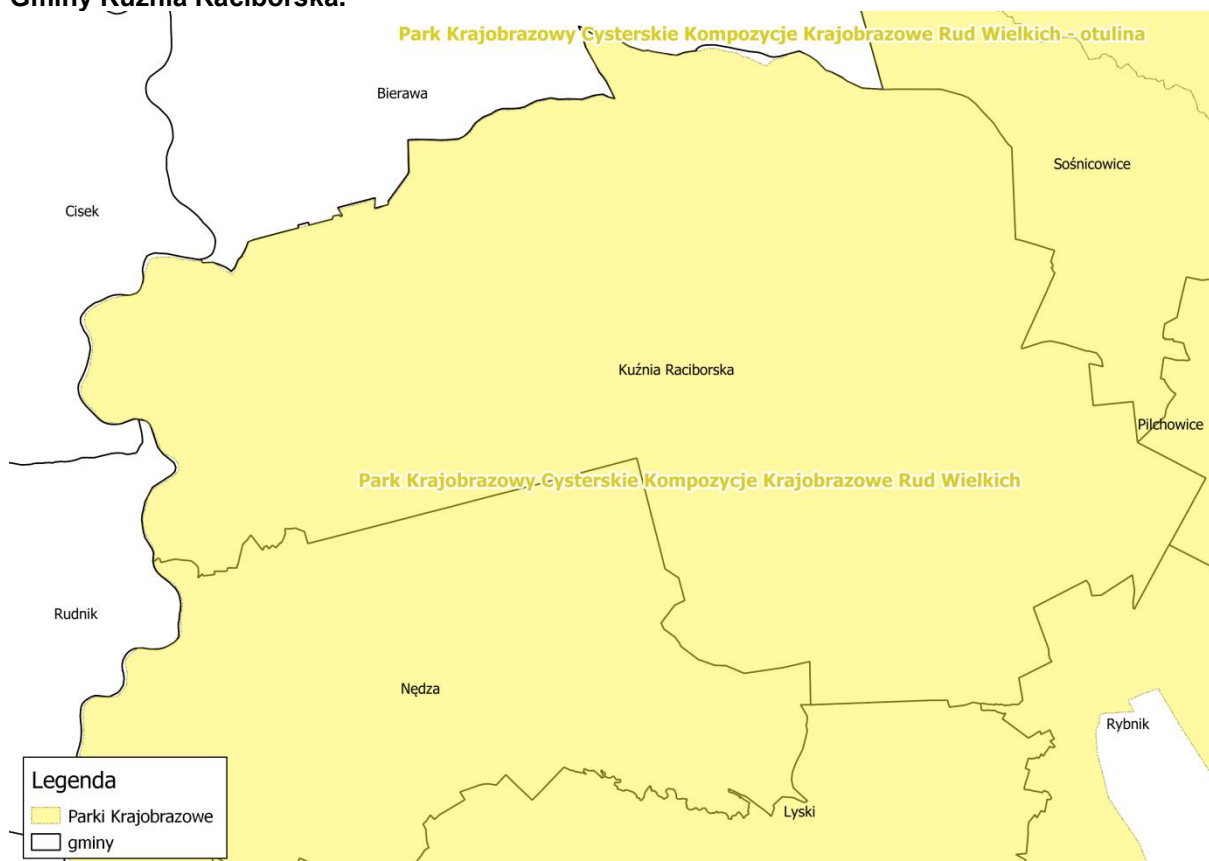 Gminy Kuźnia Raciborska.
Park Krajobrazowy Cysterskie Kompozycje Krajobrazowe Rud Wielkich - otulina
Bierawa
Sośnicowice
Cisek
Kuźnia Raciborska
Pilchowice
Park Krajobrazowy Cysterskie Kompozycje Krajobrazowe Rud Wielkich
Rudnik
Nędza
Rybnik
Lyski
Legenda
Parki Krajobrazowe
gminy